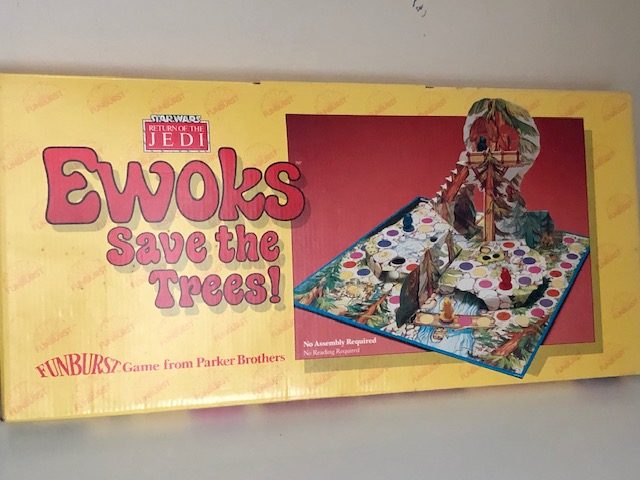 STAR WARS
RETURN OF THE
JEDI
EWOKS
Save the
Trees!
FUNBURST Game from Parker Brothers
No Assembly Required
No Reading Required